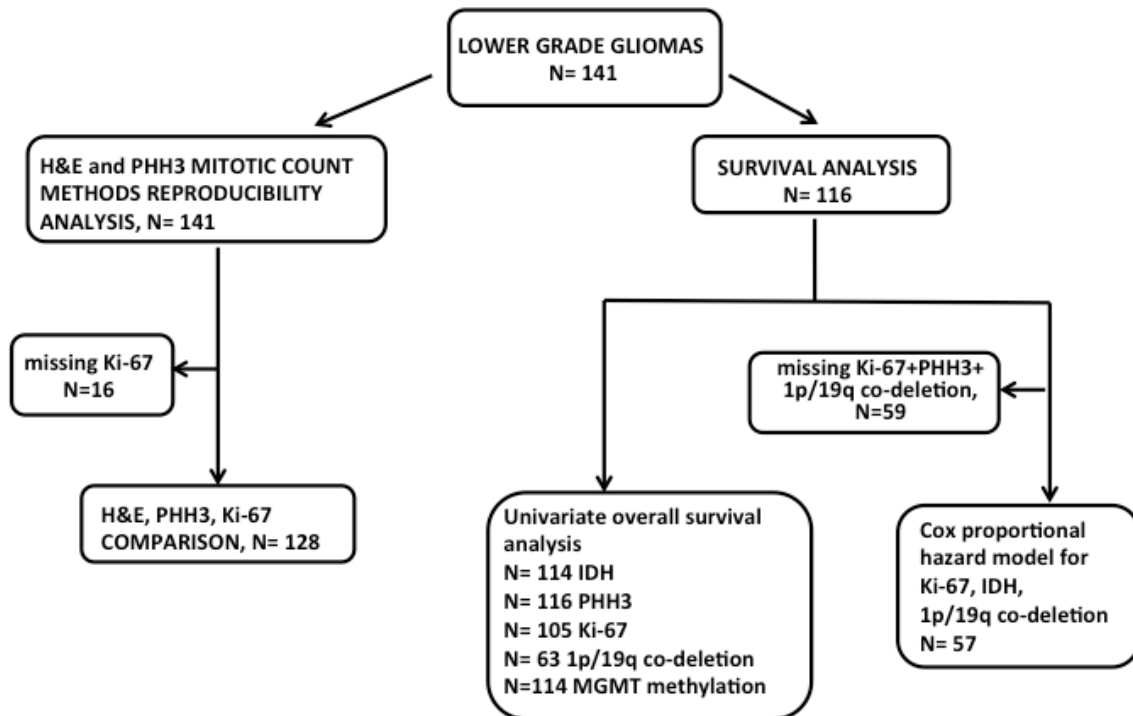 LOWER GRADE GLIOMAS
N= 141
H&E and PHH3 MITOTIC COUNT
METHODS REPRODUCIBILITY
ANALYSIS, N= 141
SURVIVAL ANALYSIS
N= 116
missing Ki-67
N=16
missing Ki-67+PHH3+
1p/19q co-deletion,
N=59
H&E, PHH3, Ki-67
COMPARISON, N= 128
Univariate overall survival
analysis
N= 114 IDH
N= 116 PHH3
N= 105 Ki-67
N= 63 1p/19q co-deletion
N=114 MGMT methylation
Cox proportional
hazard model for
Ki-67, IDH,
1p/19q co-deletion
N= 57